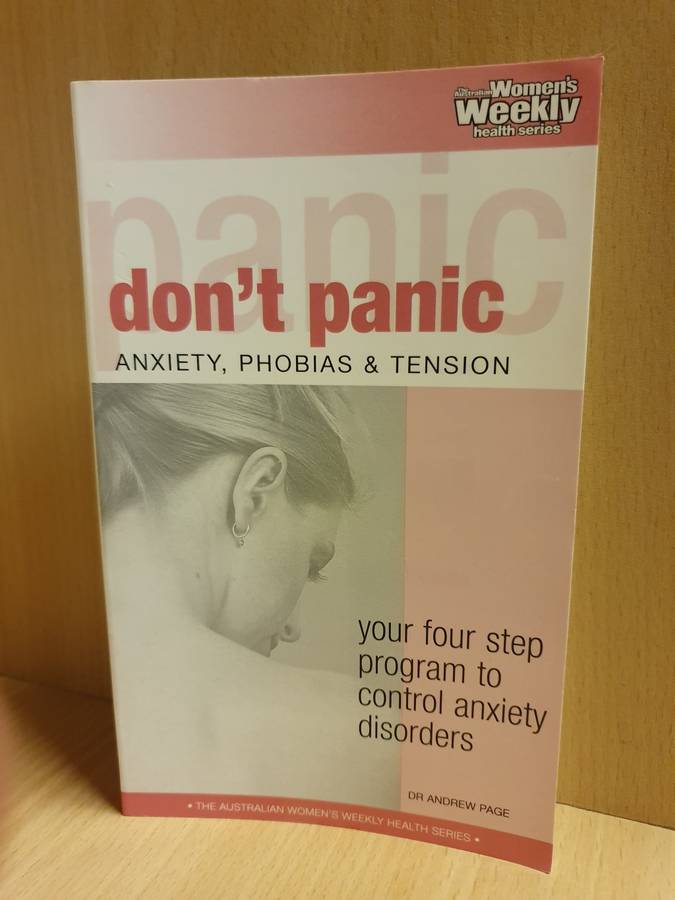 The Australian Women's
Weekly
health series
panic
don't panic
ANXIETY, PHOBIAS & TENSION
your four step
program to
control anxiety
disorders
DR ANDREW PAGE
• THE AUSTRALIAN WOMEN'S WEEKLY HEALTH SERIES •